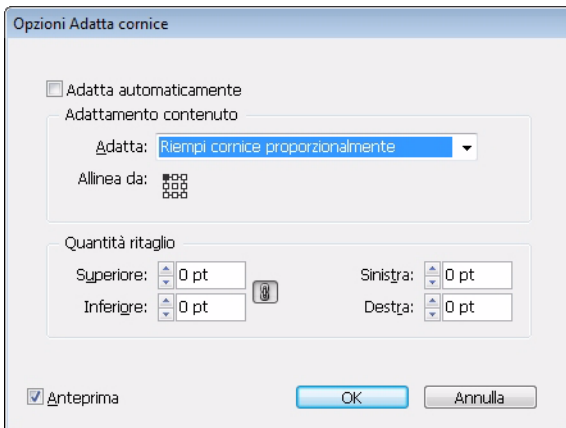 Opzioni Adatta cornice
Adatta automaticamente
Adattamento contenuto
Adatta: Riempi cornice proporzionalmente
Allinea da:
Quantità ritaglio
Superiore: 0 pt Sinistra: 0 pt
Inferiore: 0 pt Destra: 0 pt
Anteprima OK Annulla